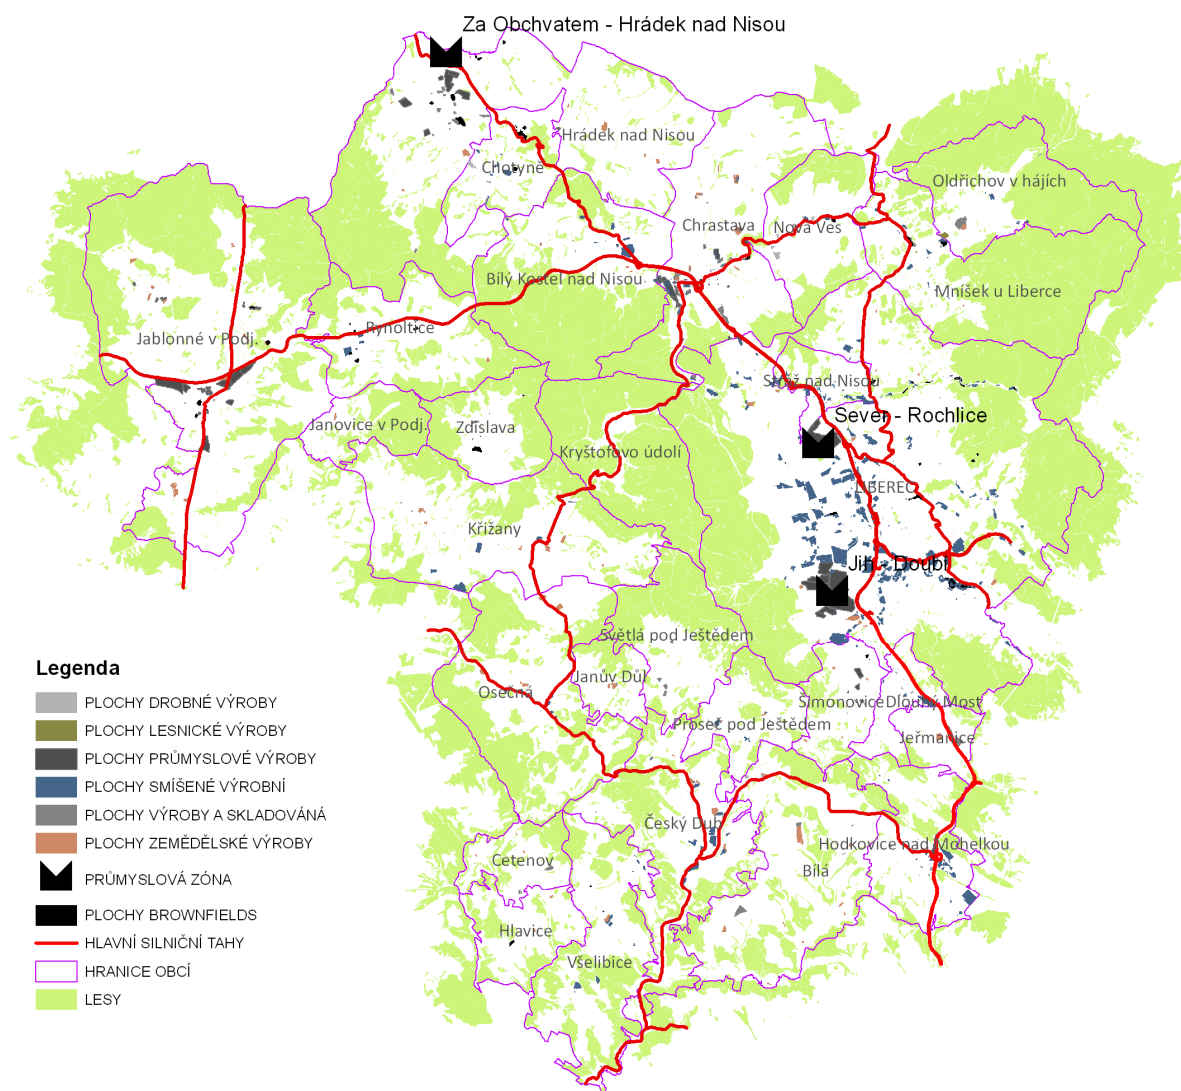 Za Obchvatem - Hrádek nad Nisou
Hrádek nad Nisou
Chotyně
Oldřichov v hájích
Chrastava
Nová Ves
Bílý Kostel nad Nisou
Mníšek u Liberce
Rynoltice
Jablonné v Podj.
Stráž nad Nisou
Sever - Rochlice
Janovice v Podj.
Zdislava
Kryštofovo údolí
LIBEREC
Křižany
Jih - Doubí
Světlá pod Ještědem
Janův Důl
Osečná
Šimonovice
Dlouhý Most
Proseč pod Ještědem
Jeřmanice
Český Dub
Hodkovice nad Mohelkou
Cetenov
Bílá
Hlavice
Všelibice
Legenda
PLOCHY DROBNÉ VÝROBY
PLOCHY LESNICKÉ VÝROBY
PLOCHY PRŮMYSLOVÉ VÝROBY
PLOCHY SMÍŠENÉ VÝROBNÍ
PLOCHY VÝROBY A SKLADOVÁNÁ
PLOCHY ZEMĚDĚLSKÉ VÝROBY
PRŮMYSLOVÁ ZÓNA
PLOCHY BROWNFIELDS
HLAVNÍ SILNIČNÍ TAHY
HRANICE OBCÍ
LESY